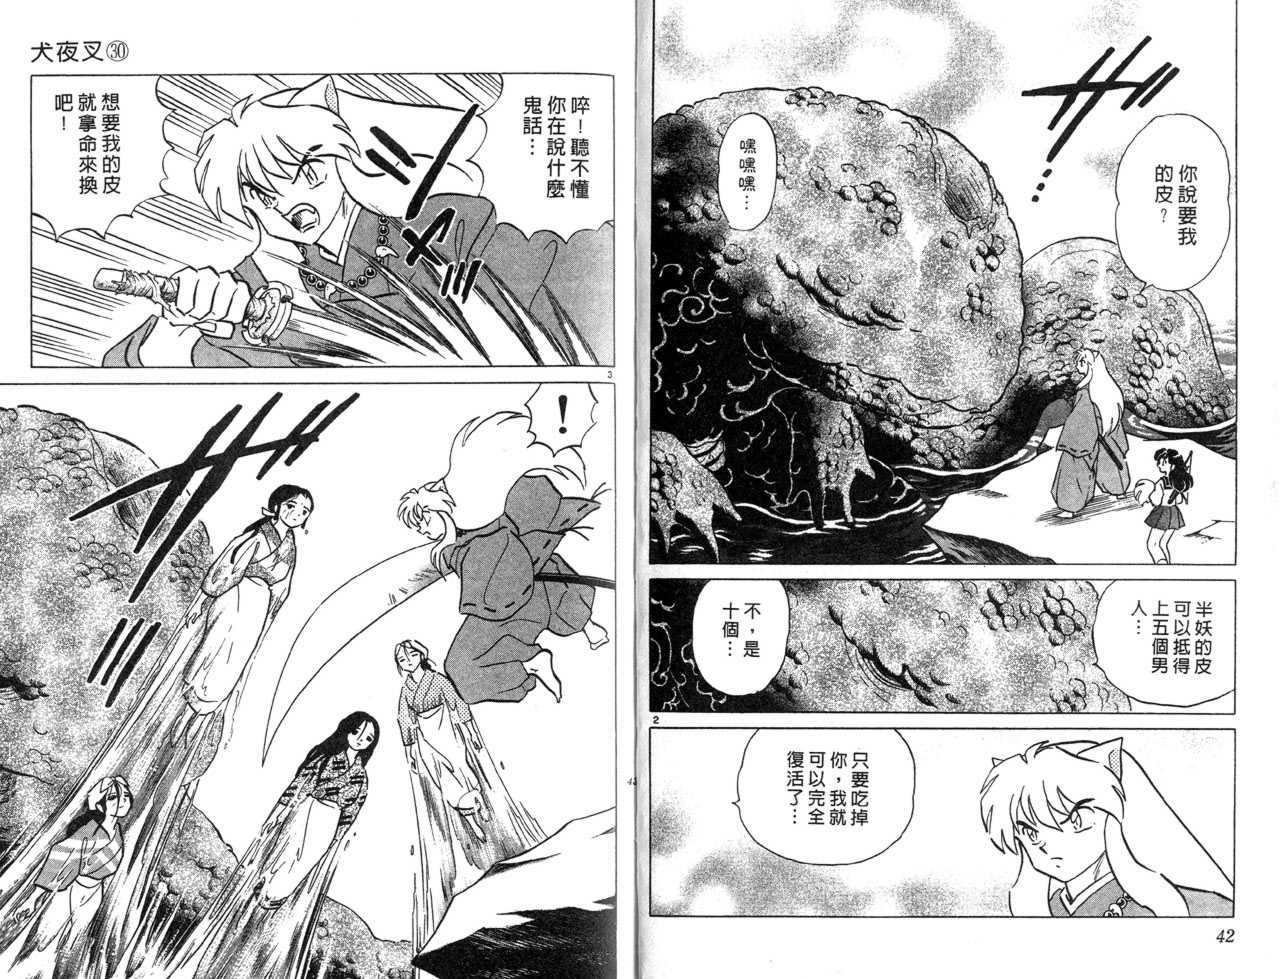 你說要我
的皮？
嘿嘿嘿…
半妖的皮
可以抵得
上五個男
人…
不，是
十個…
2
只要吃掉
你，我就
可以完全
復活了…
42
犬夜叉㉚
啐！聽不懂
你在說什麼
鬼話…
想要我的皮
就拿命來換
吧！
3
！
43